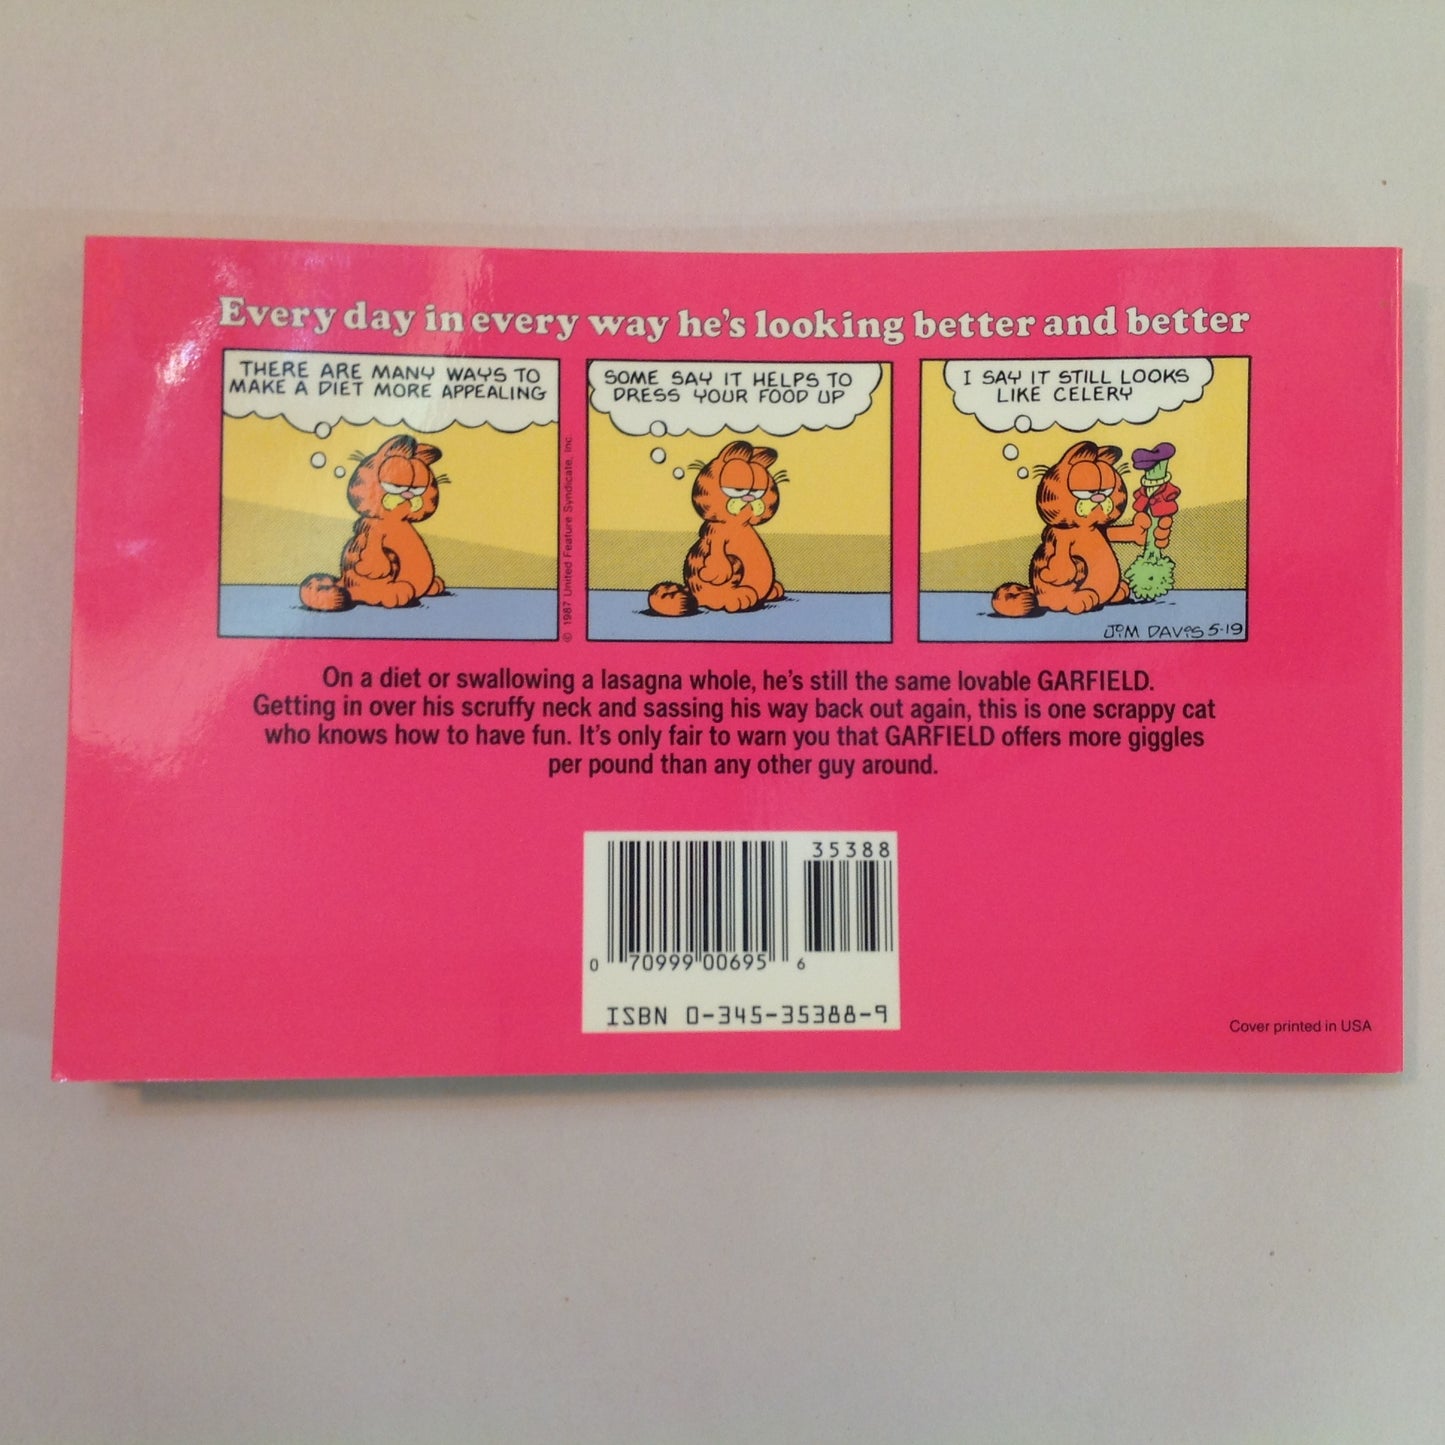 Every day in every way he's looking better and better
THERE ARE MANY WAYS TO
MAKE A DIET MORE APPEALING
© 1987 United Feature Syndicate, Inc.
SOME SAY IT HELPS TO
DRESS YOUR FOOD UP
I SAY IT STILL LOOKS
LIKE CELERY
JIM DAVIS 5-19
On a diet or swallowing a lasagna whole, he's still the same lovable GARFIELD.
Getting in over his scruffy neck and sassing his way back out again, this is one scrappy cat
who knows how to have fun. It's only fair to warn you that GARFIELD offers more giggles
per pound than any other guy around.
35388
0 70999 00695 6
ISBN 0-345-35388-9
Cover printed in USA